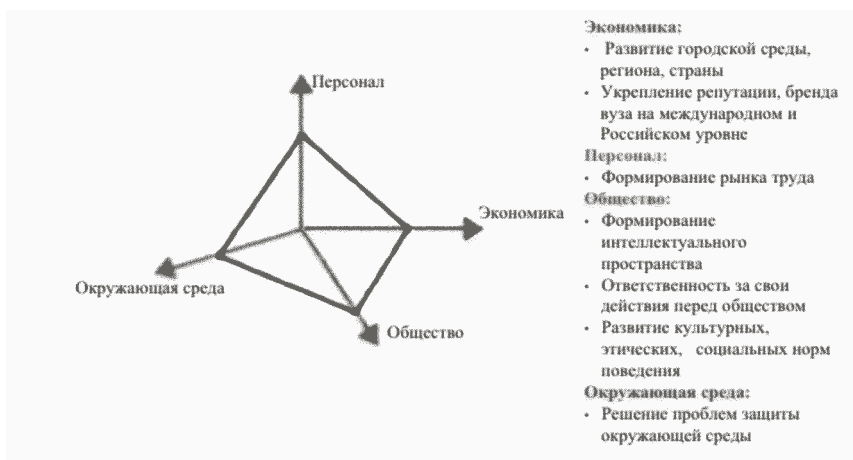 Персонал
Экономика
Окружающая среда
Общество
Экономика:
• Развитие городской среды,
региона, страны
• Укрепление репутации, бренда
вуза на международном и
Российском уровне
Персонал:
• Формирование рынка труда
Общество:
• Формирование
интеллектуального
пространства
• Ответственность за свои
действия перед обществом
• Развитие культурных,
этических, социальных норм
поведения
Окружающая среда:
• Решение проблем защиты
окружающей среды